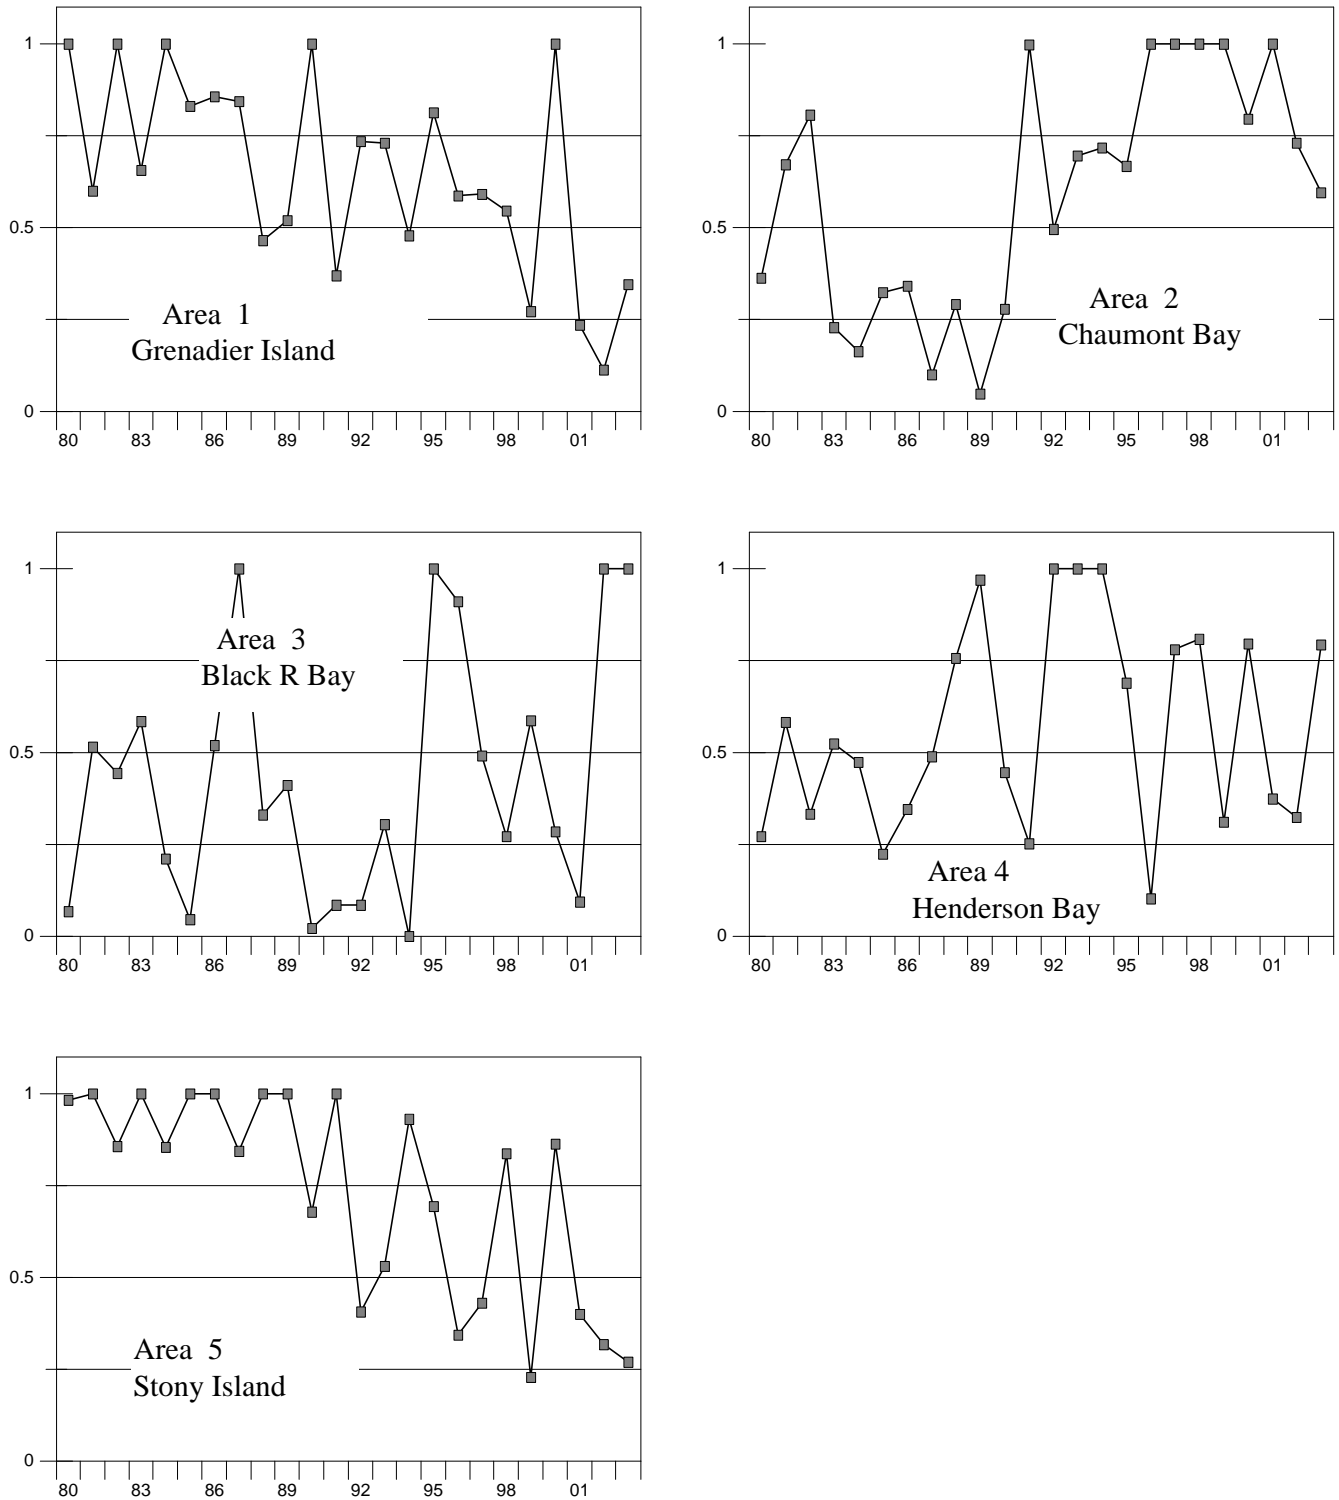 1
0.5
0
80 83 86 89 92 95 98 01
Area 1
Grenadier Island
1
0.5
0
80 83 86 89 92 95 98 01
Area 2
Chaumont Bay
1
0.5
0
80 83 86 89 92 95 98 01
Area 3
Black R Bay
1
0.5
0
80 83 86 89 92 95 98 01
Area 4
Henderson Bay
1
0.5
0
80 83 86 89 92 95 98 01
Area 5
Stony Island